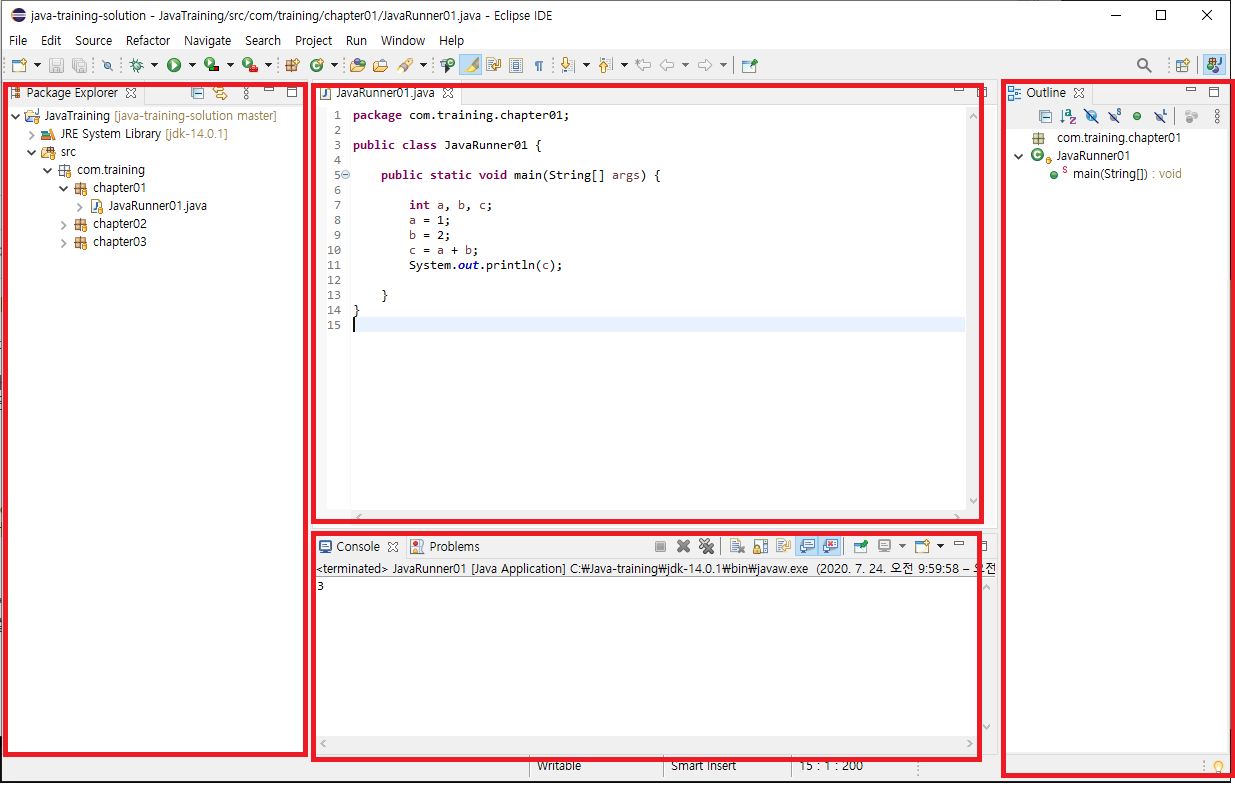 java-training-solution - JavaTraining/src/com/training/chapter01/JavaRunner01.java - Eclipse IDE
File Edit Source Refactor Navigate Search Project Run Window Help
Package Explorer
JavaTraining [java-training-solution master]
JRE System Library [jdk-14.0.1]
src
com.training
chapter01
JavaRunner01.java
chapter02
chapter03
JavaRunner01.java
1 package com.training.chapter01;
2
3 public class JavaRunner01 {
4
5 public static void main(String[] args) {
6
7 int a, b, c;
8 a = 1;
9 b = 2;
10 c = a + b;
11 System.out.println(c);
12
13 }
14 }
15
Console Problems
<terminated> JavaRunner01 [Java Application] C:₩Java-training₩jdk-14.0.1₩bin₩javaw.exe (2020. 7. 24. 오전 9:59:58 – 오전
3
Outline
com.training.chapter01
JavaRunner01
main(String[]) : void
Writable Smart Insert 15 : 1 : 200